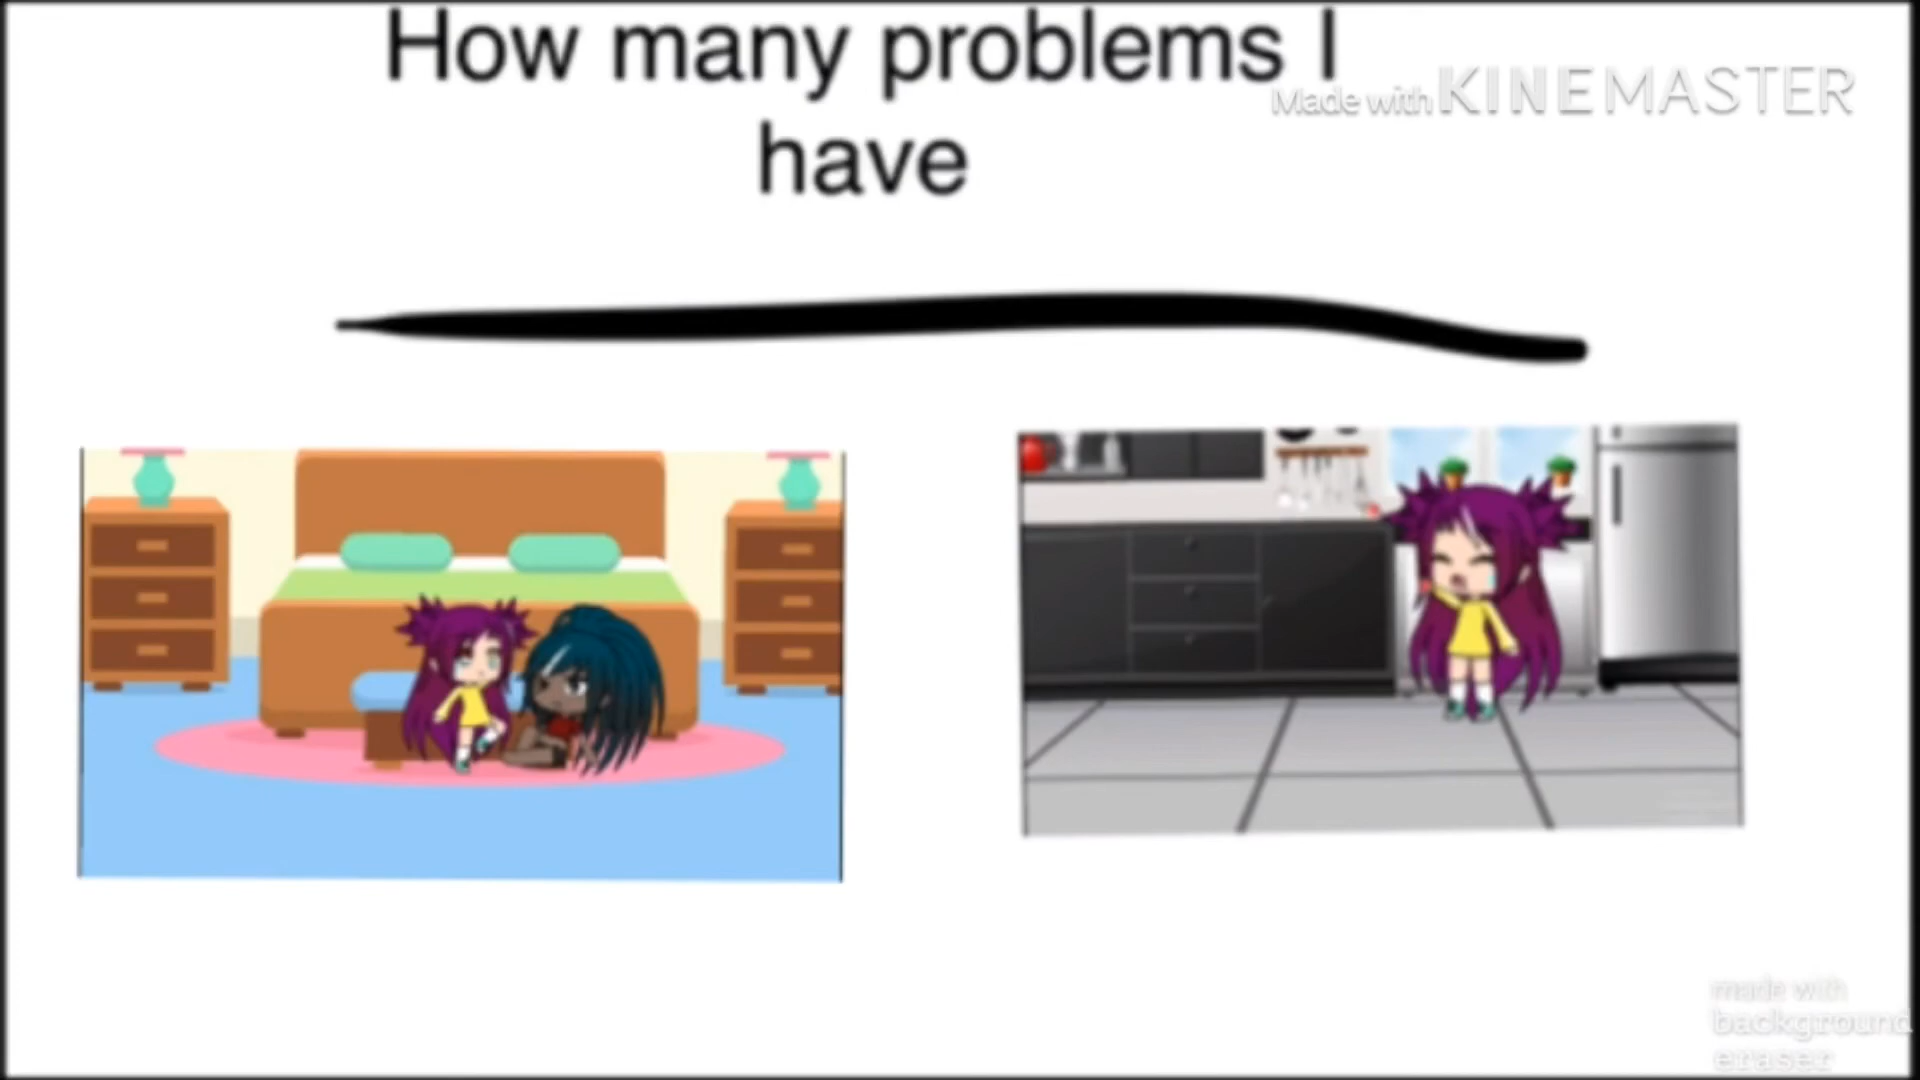 How many problems I
Made with KINEMASTER
have
made with
background
eraser